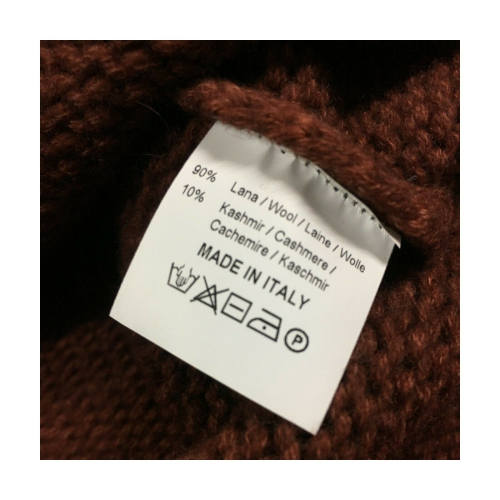 90% Lana / Wool / Laine / Wolle
10% Kashmir / Cashmere /
Cachemire / Kaschmir
MADE IN ITALY
P